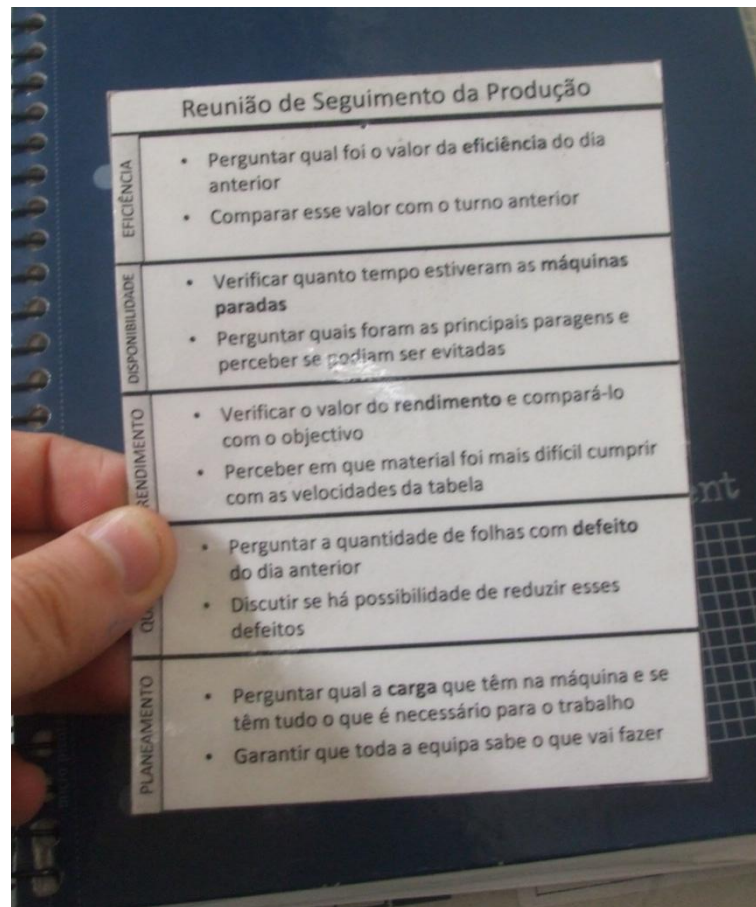 Reunião de Seguimento da Produção
EFICIÊNCIA
• Perguntar qual foi o valor da eficiência do dia
anterior
• Comparar esse valor com o turno anterior
DISPONIBILIDADE
• Verificar quanto tempo estiveram as máquinas
paradas
• Perguntar quais foram as principais paragens e
perceber se podiam ser evitadas
RENDIMENTO
• Verificar o valor do rendimento e compará-lo
com o objectivo
• Perceber em que material foi mais difícil cumprir
com as velocidades da tabela
• Perguntar a quantidade de folhas com defeito
do dia anterior
• Discutir se há possibilidade de reduzir esses
defeitos
PLANEAMENTO
• Perguntar qual a carga que têm na máquina e se
têm tudo o que é necessário para o trabalho
• Garantir que toda a equipa sabe o que vai fazer